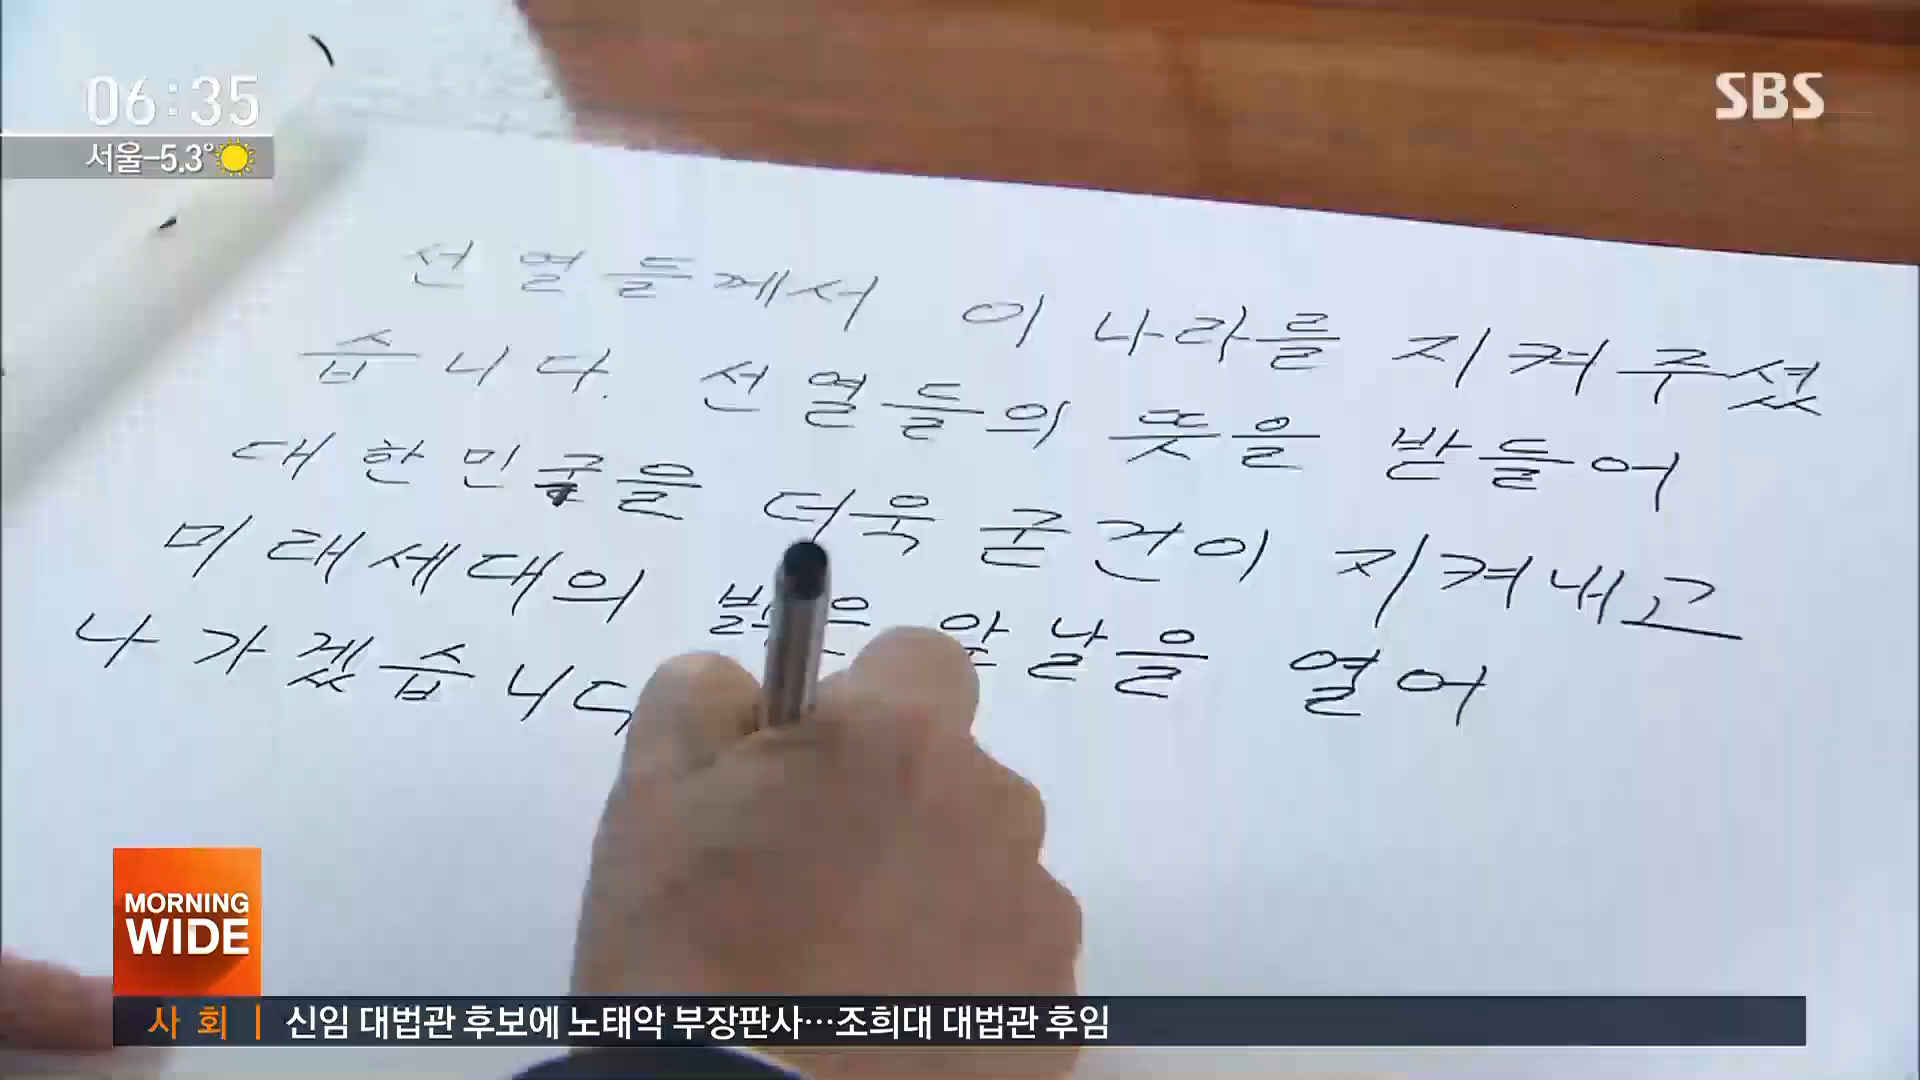 06:35
SBS
서울-5.3°
선열들께서 이 나라를 지켜주셨
습니다. 선열들의 뜻을 받들어
대한민국을 더욱 굳건이 지켜내고
미래세대의 밝은 앞날을 열어
나가겠습니다
MORNING
WIDE
사회 | 신임 대법관 후보에 노태악 부장판사…조희대 대법관 후임